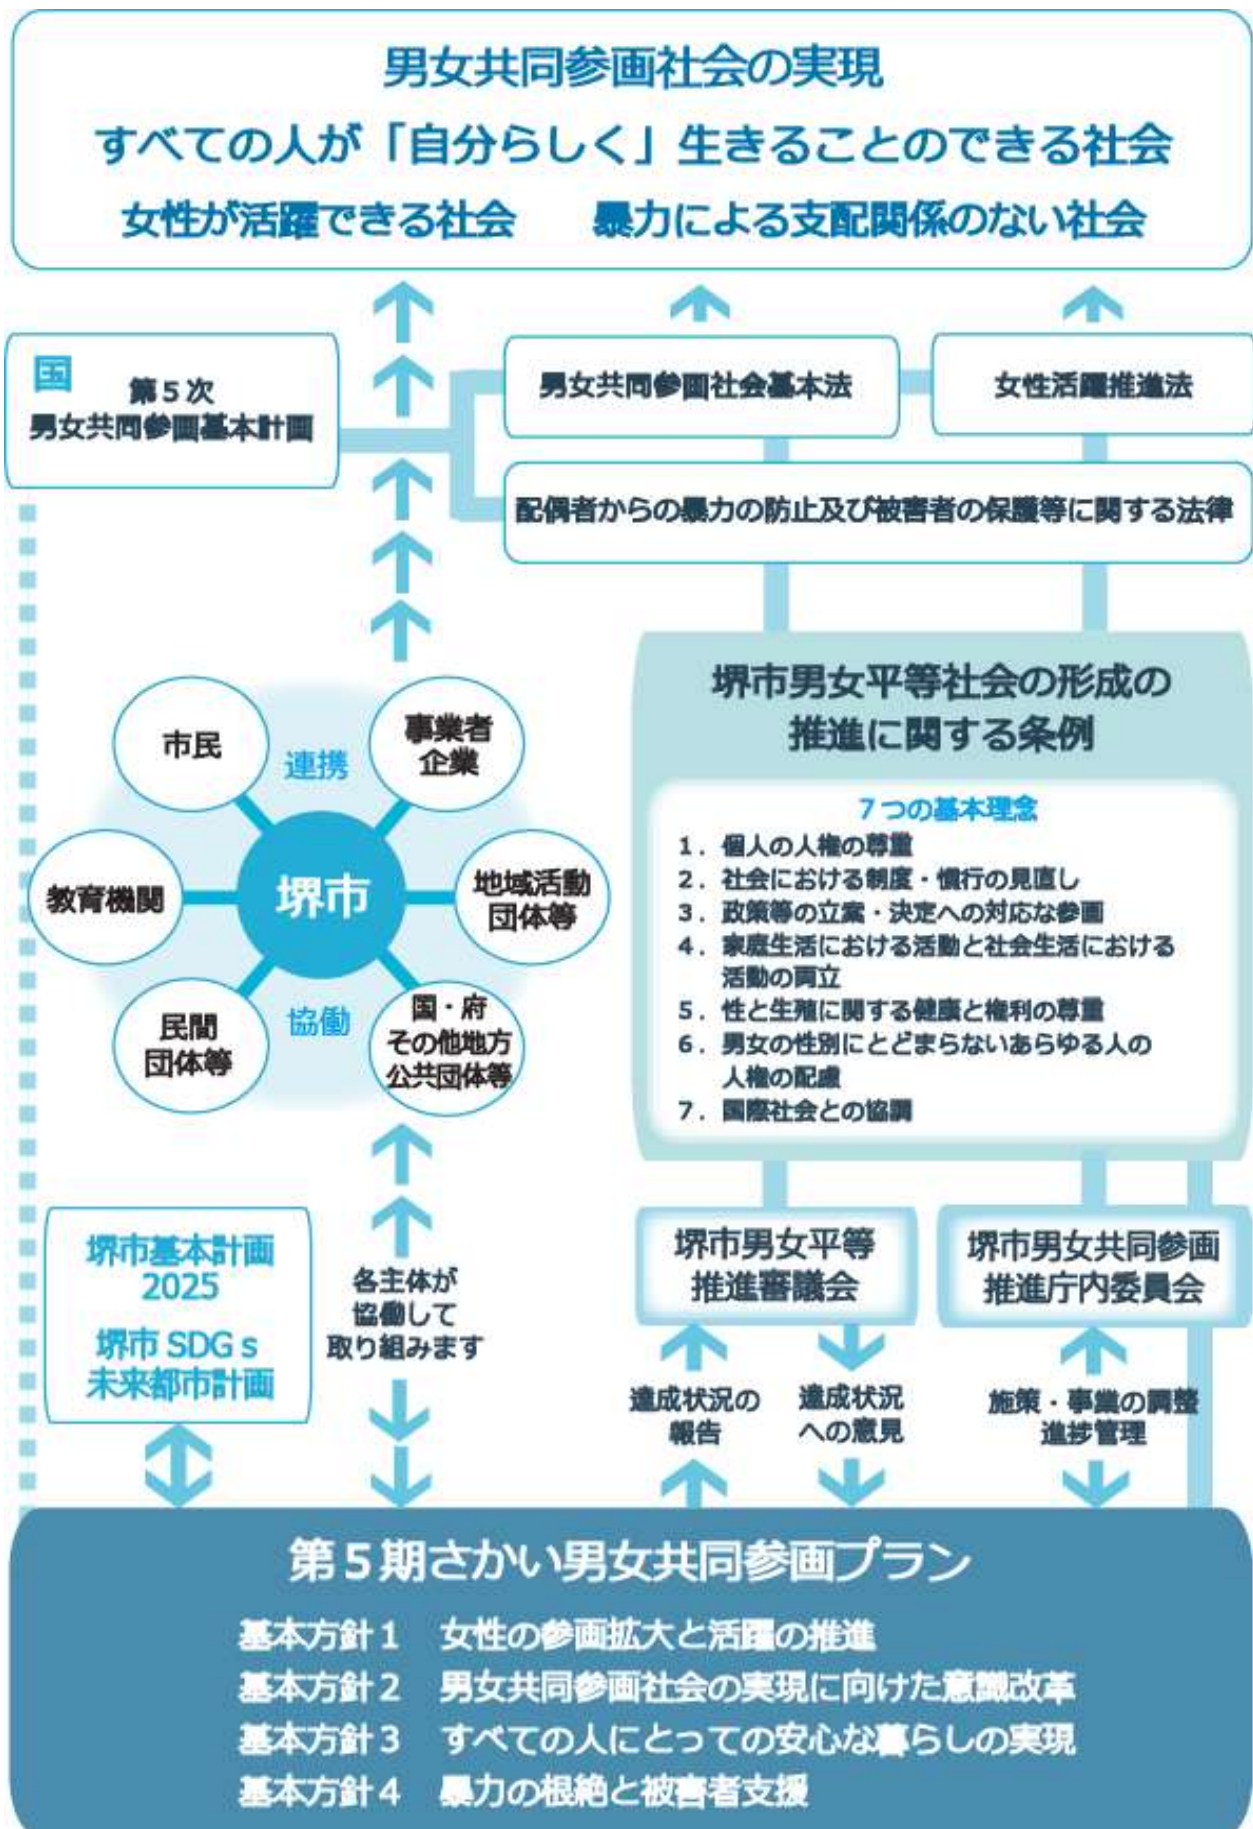 男女共同参画社会の実現
すべての人が「自分らしく」生きることのできる社会
女性が活躍できる社会　暴力による支配関係のない社会
国
第５次
男女共同参画基本計画
男女共同参画社会基本法
女性活躍推進法
配偶者からの暴力の防止及び被害者の保護等に関する法律
市民
連携
事業者
企業
教育機関
堺市
地域活動
団体等
民間
団体等
協働
国・府
その他地方
公共団体等
堺市男女平等社会の形成の
推進に関する条例
７つの基本理念
１．個人の人権の尊重
２．社会における制度・慣行の見直し
３．政策等の立案・決定への対応な参画
４．家庭生活における活動と社会生活における
活動の両立
５．性と生殖に関する健康と権利の尊重
６．男女の性別にとどまらないあらゆる人の
人権の配慮
７．国際社会との協調
堺市基本計画
2025
堺市 SDGｓ
未来都市計画
各主体が
協働して
取り組みます
堺市男女平等
推進審議会
堺市男女共同参画
推進庁内委員会
達成状況の
報告
達成状況
への意見
施策・事業の調整
進捗管理
第５期さかい男女共同参画プラン
基本方針１　女性の参画拡大と活躍の推進
基本方針２　男女共同参画社会の実現に向けた意識改革
基本方針３　すべての人にとっての安心な暮らしの実現
基本方針４　暴力の根絶と被害者支援